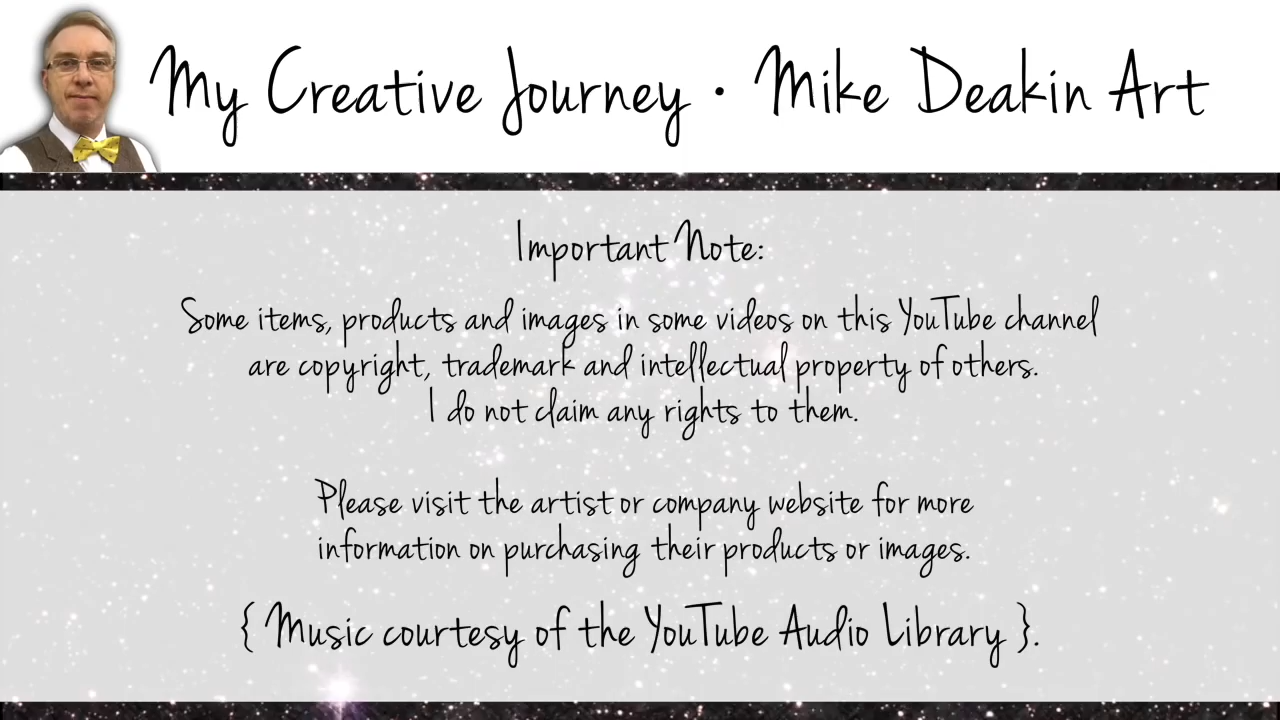 My Creative Journey • Mike Deakin Art
Important Note:
Some items, products and images in some videos on this YouTube channel
are copyright, trademark and intellectual property of others.
I do not claim any rights to them.
Please visit the artist or company website for more
information on purchasing their products or images.
{ Music courtesy of the YouTube Audio Library }.